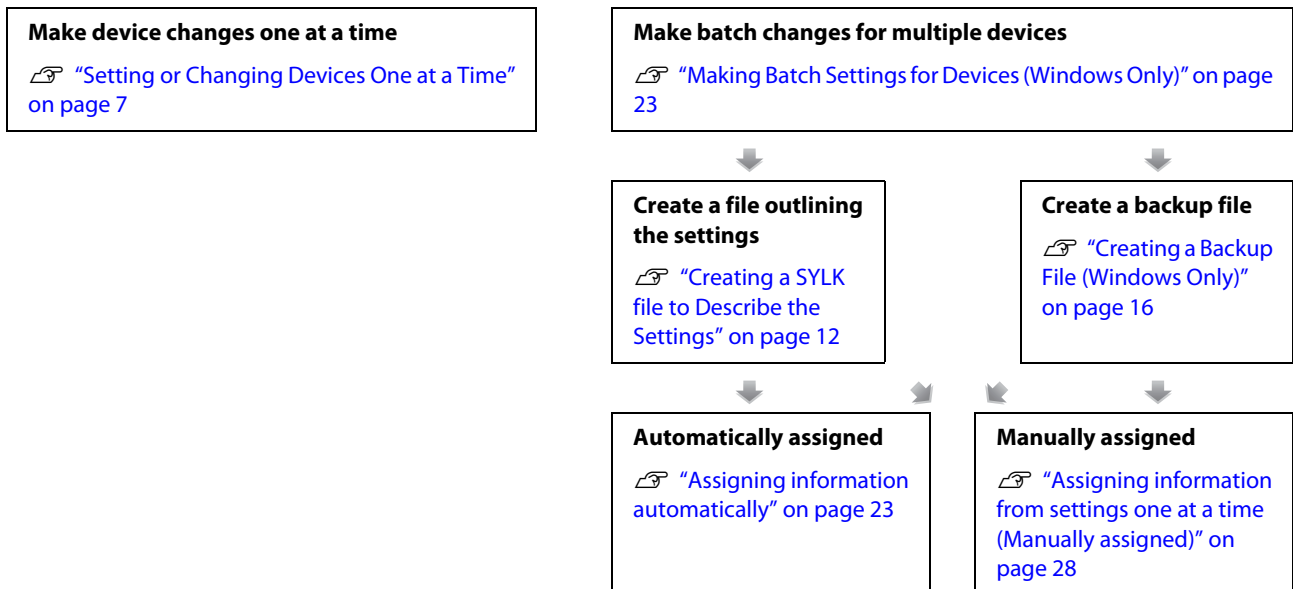 Make device changes one at a time
“Setting or Changing Devices One at a Time”
on page 7
Make batch changes for multiple devices
“Making Batch Settings for Devices (Windows Only)” on page
23
Create a file outlining
the settings
“Creating a SYLK
file to Describe the
Settings” on page 12
Create a backup file
“Creating a Backup
File (Windows Only)”
on page 16
Automatically assigned
“Assigning information
automatically” on page 23
Manually assigned
“Assigning information
from settings one at a time
(Manually assigned)” on
page 28